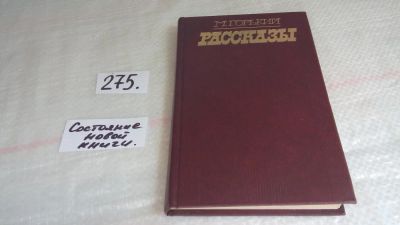 М. ГОРЬКИЙ
РАССКАЗЫ
275.
Состояние
новой
книги.